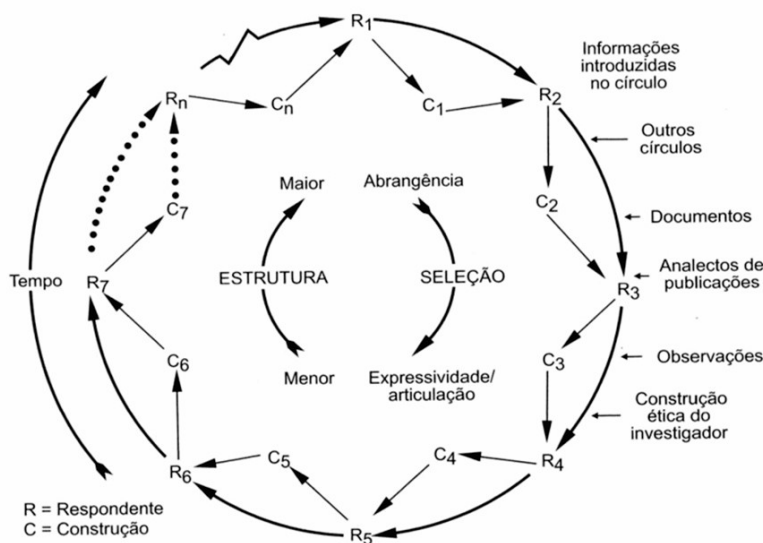 R1
Informações
introduzidas
no círculo
Rn
Cn
C1
R2
Outros
círculos
Maior
Abrangência
C7
C2
Documentos
Tempo
R7
ESTRUTURA
SELEÇÃO
R3
Analectos de
publicações
C6
C3
Observações
Menor
Expressividade/
articulação
Construção
ética do
investigador
R6
C5
C4
R4
R5
R = Respondente
C = Construção